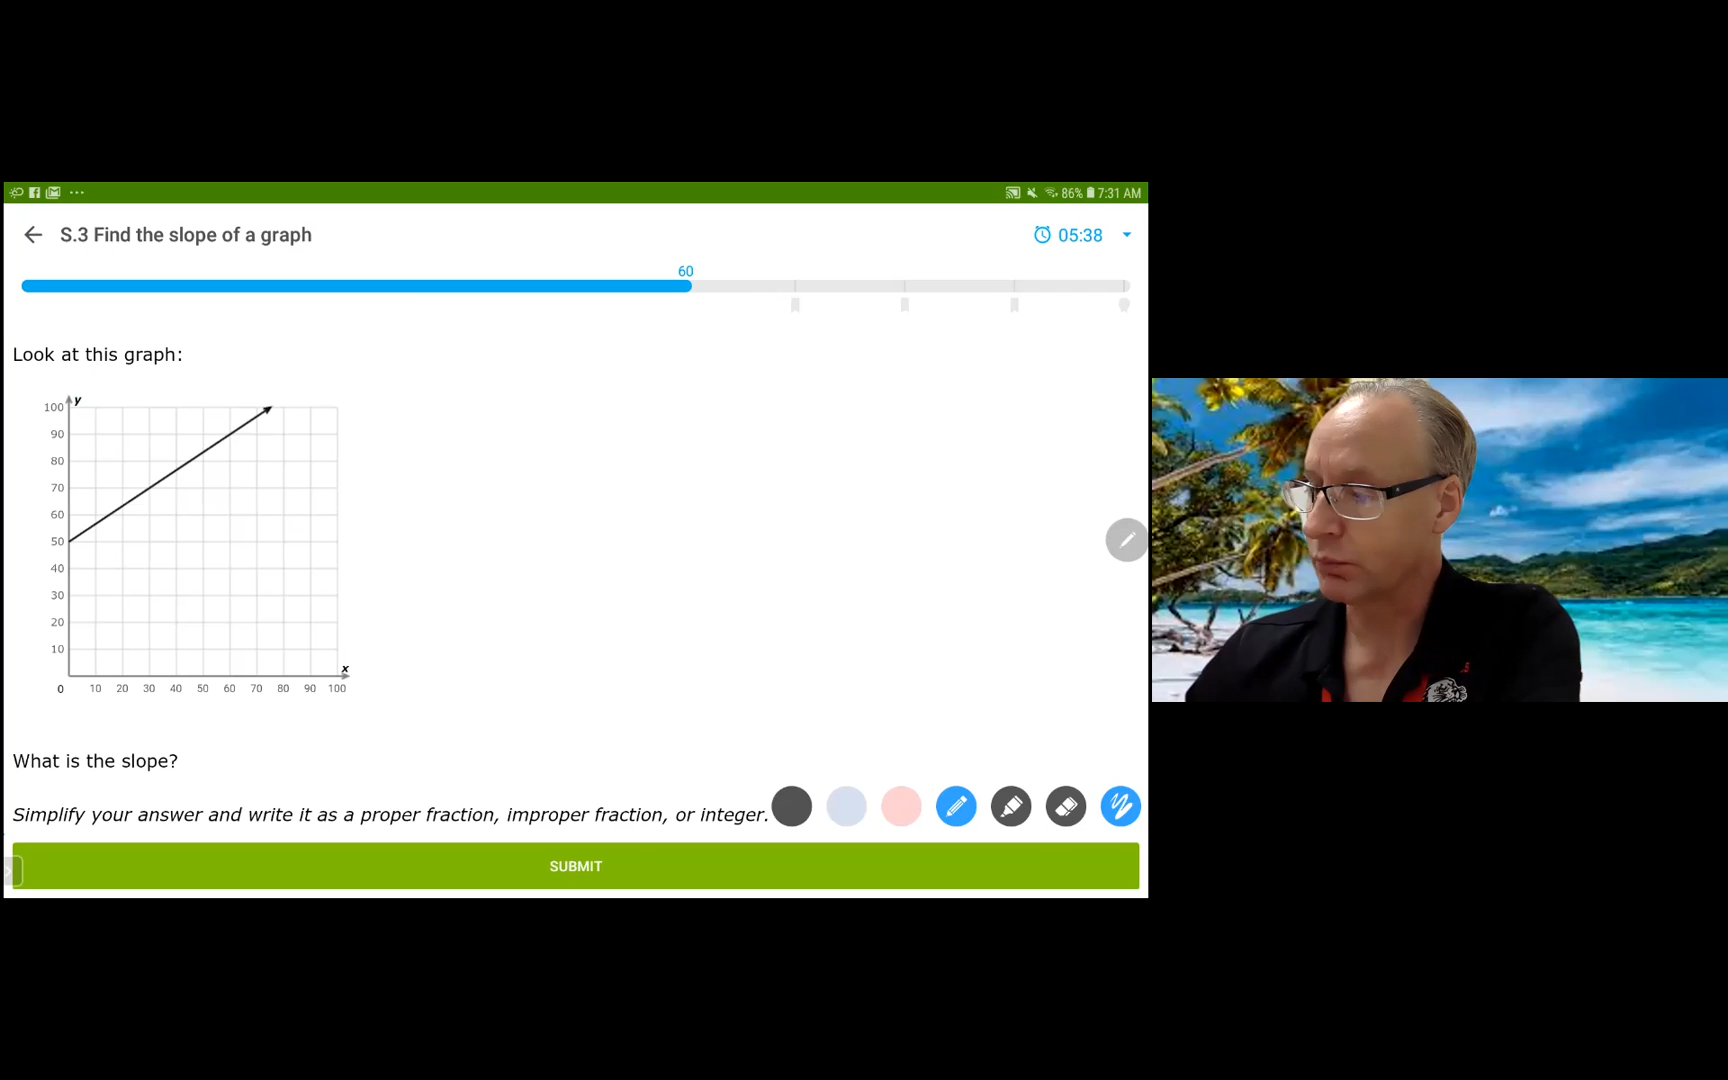 86% 7:31 AM
S.3 Find the slope of a graph
05:38
60
Look at this graph:
y
100
90
80
70
60
50
40
30
20
10
x
0 10 20 30 40 50 60 70 80 90 100
What is the slope?
Simplify your answer and write it as a proper fraction, improper fraction, or integer.
SUBMIT